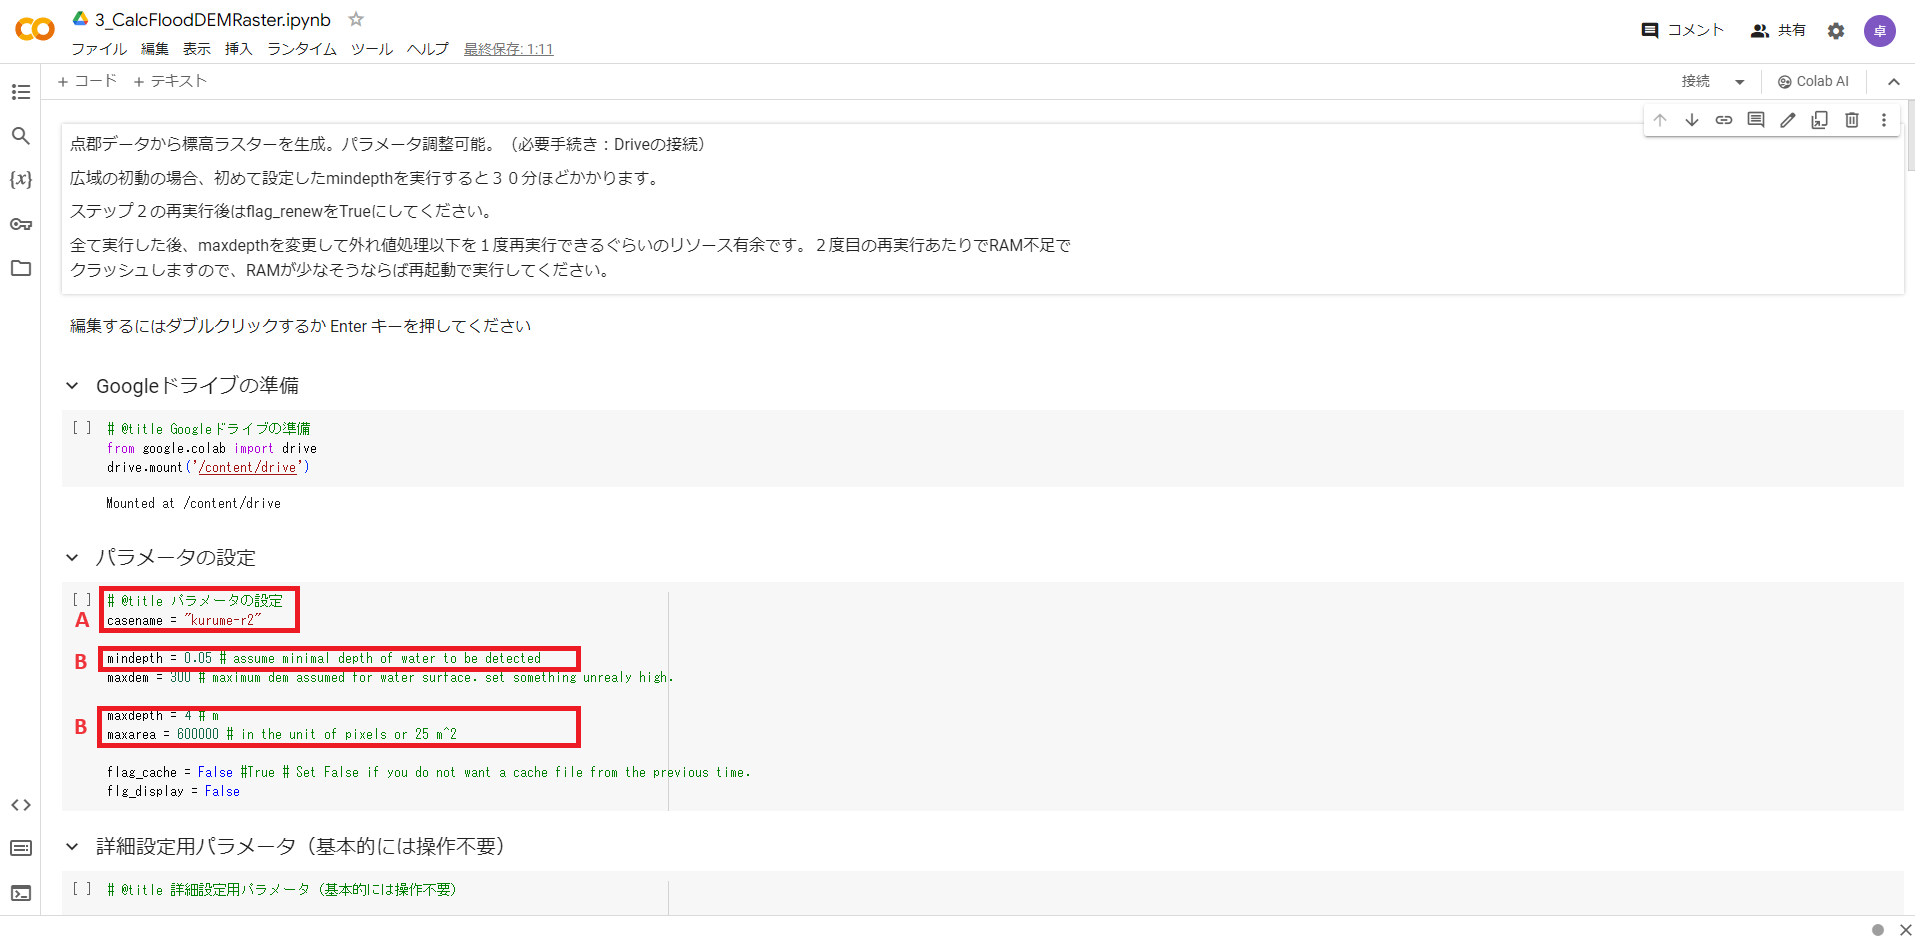 3_CalcFloodDEMRaster.ipynb
ファイル 編集 表示 挿入 ランタイム ツール ヘルプ 最終保存: 1:11
コメント 共有 卓
+ コード + テキスト
接続 Colab AI
点郡データから標高ラスターを生成。パラメータ調整可能。（必要手続き：Driveの接続）
広域の初動の場合、初めて設定したmindepthを実行すると３０分ほどかかります。
ステップ２の再実行後はflag_renewをTrueにしてください。
全て実行した後、maxdepthを変更して外れ値処理以下を１度再実行できるぐらいのリソース有余です。２度目の再実行あたりでRAM不足で
クラッシュしますので、RAMが少なそうならば再起動で実行してください。
編集するにはダブルクリックするか Enter キーを押してください
Googleドライブの準備
[ ] # @title Googleドライブの準備
from google.colab import drive
drive.mount('/content/drive')
Mounted at /content/drive
パラメータの設定
[ ] # @title パラメータの設定
A casename = "kurume-r2"
B mindepth = 0.05 # assume minimal depth of water to be detected
maxdem = 300 # maximum dem assumed for water surface. set something unrealy high.
maxdepth = 4 # m
B maxarea = 600000 # in the unit of pixels or 25 m^2
flag_cache = False #True # Set False if you do not want a cache file from the previous time.
flg_display = False
詳細設定用パラメータ（基本的には操作不要）
[ ] # @title 詳細設定用パラメータ（基本的には操作不要）